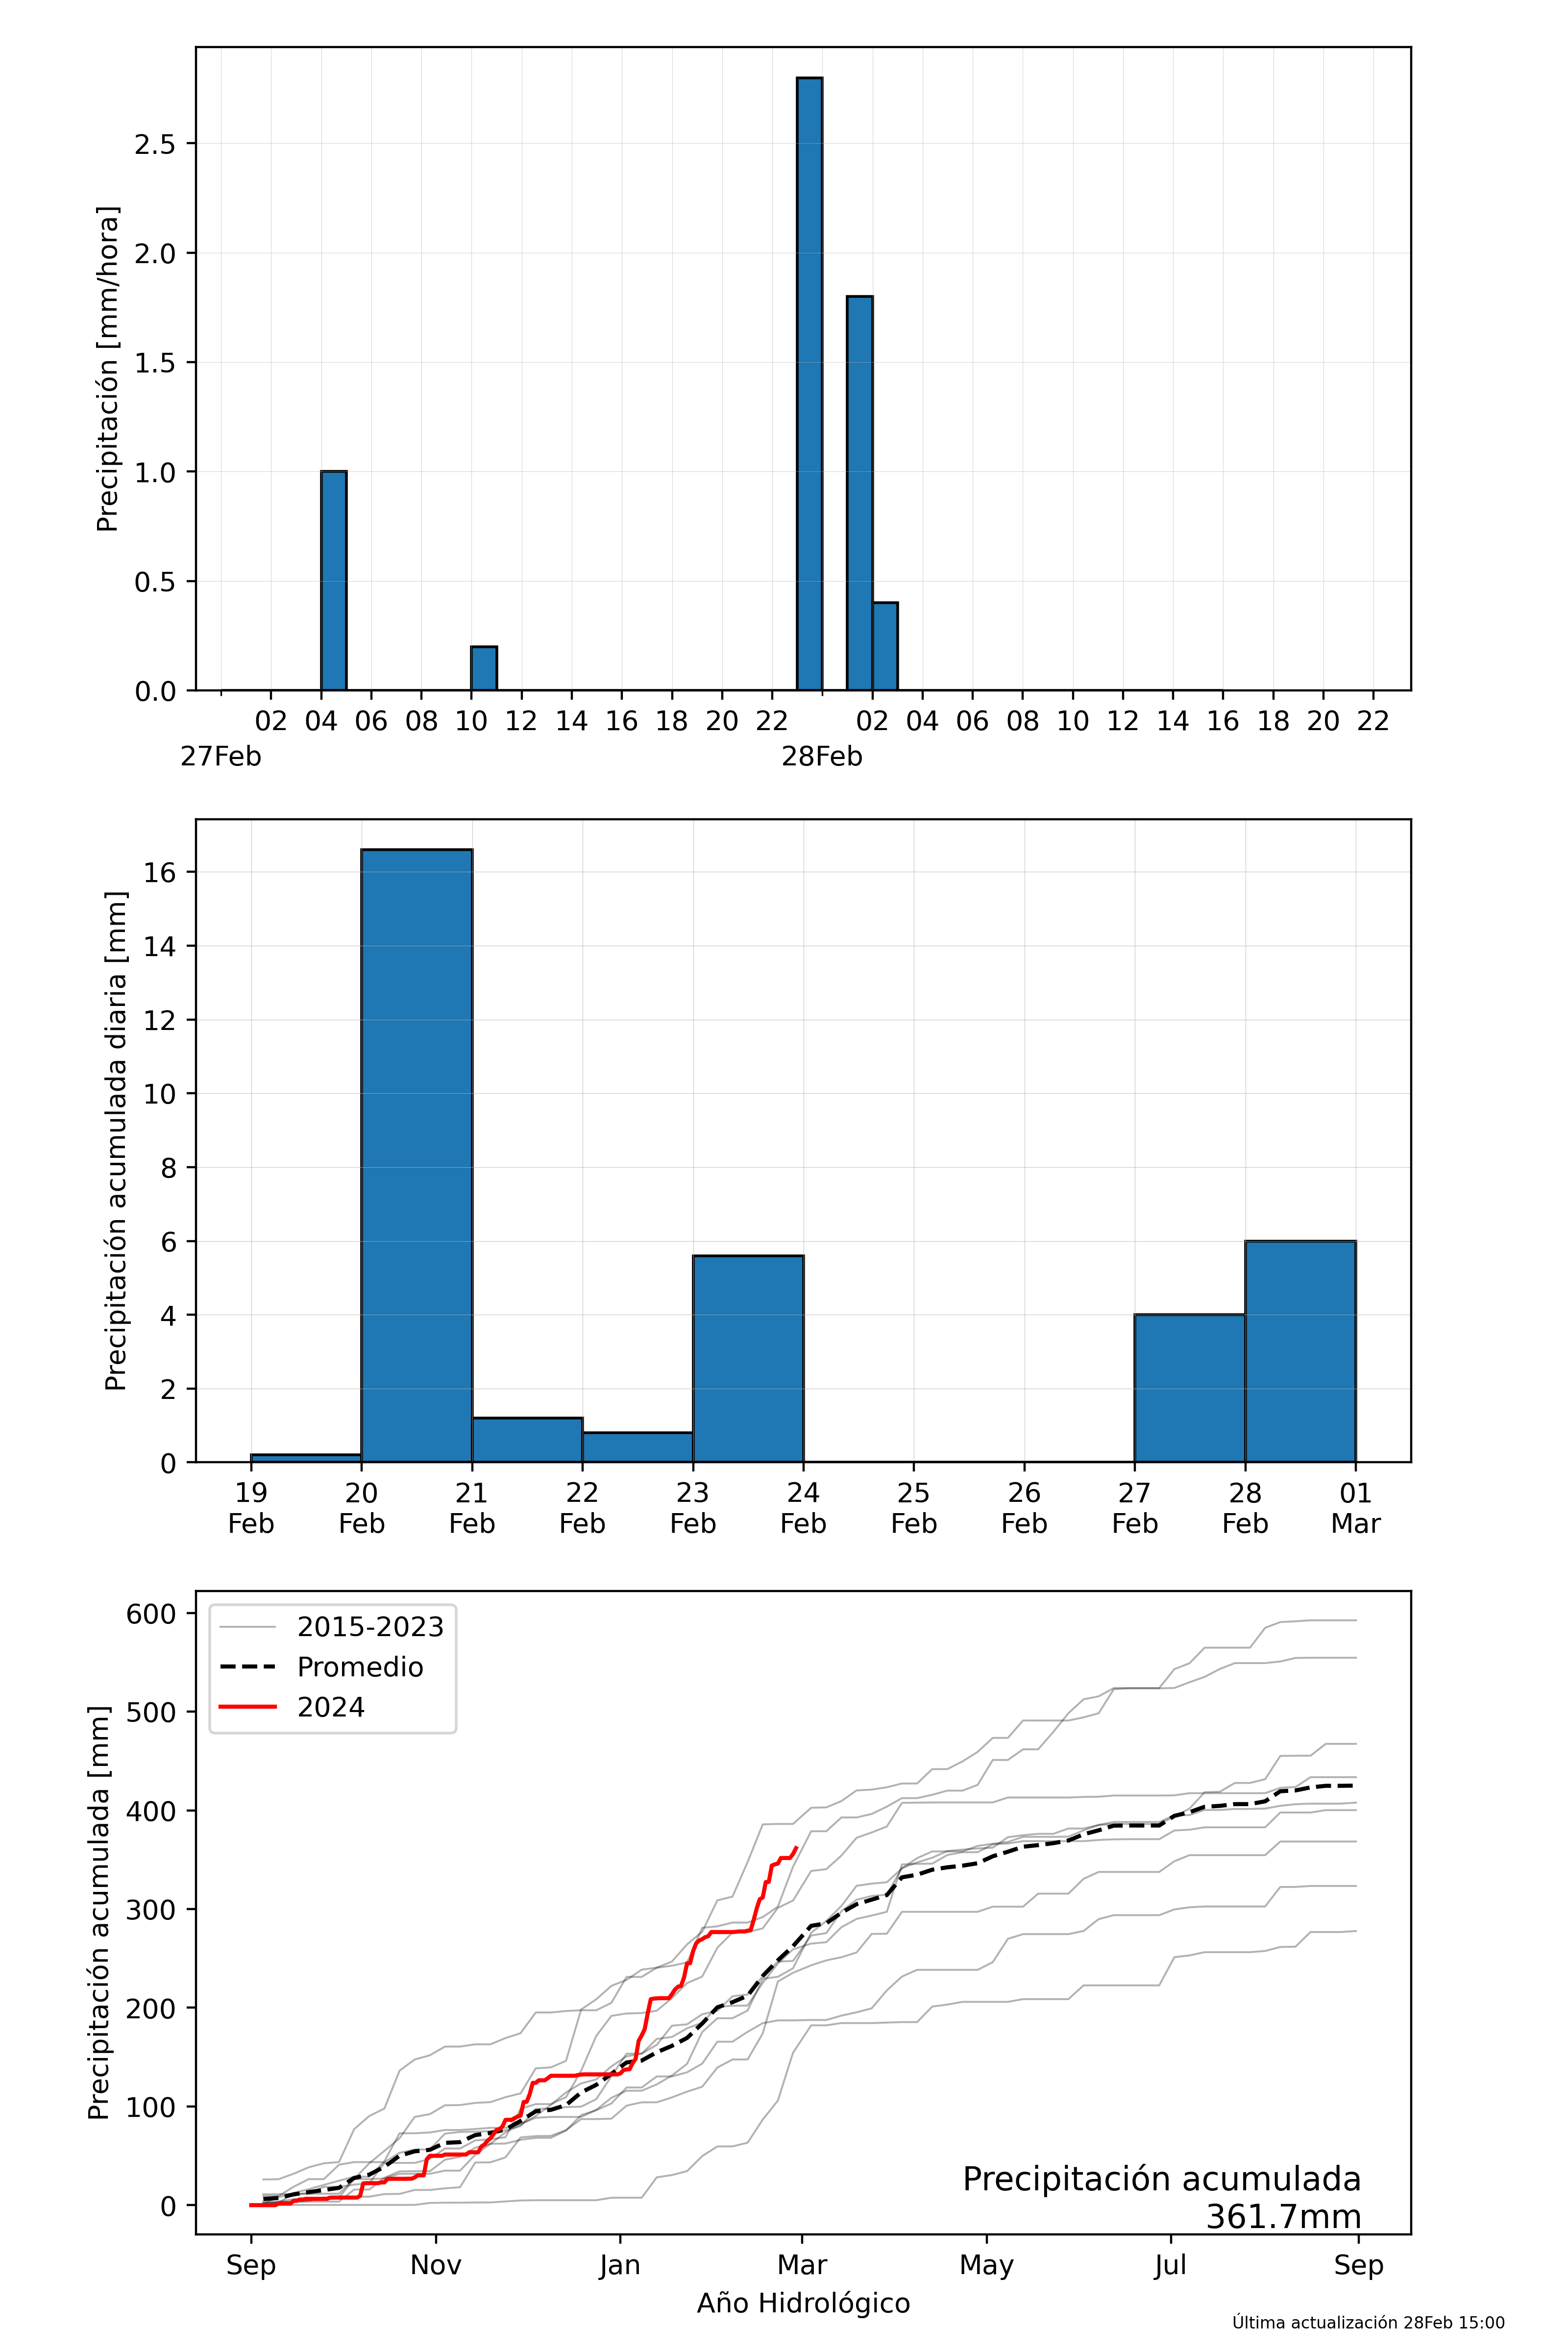 Precipitación [mm/hora]
2.5
2.0
1.5
1.0
0.5
0.0
02 04 06 08 10 12 14 16 18 20 22 02 04 06 08 10 12 14 16 18 20 22
27Feb 28Feb
Precipitación acumulada diaria [mm]
16
14
12
10
8
6
4
2
0
19 20 21 22 23 24 25 26 27 28 01
Feb Feb Feb Feb Feb Feb Feb Feb Feb Feb Mar
Precipitación acumulada [mm]
600
500
400
300
200
100
0
2015-2023
Promedio
2024
Precipitación acumulada
361.7mm
Sep Nov Jan Mar May Jul Sep
Año Hidrológico
Última actualización 28Feb 15:00